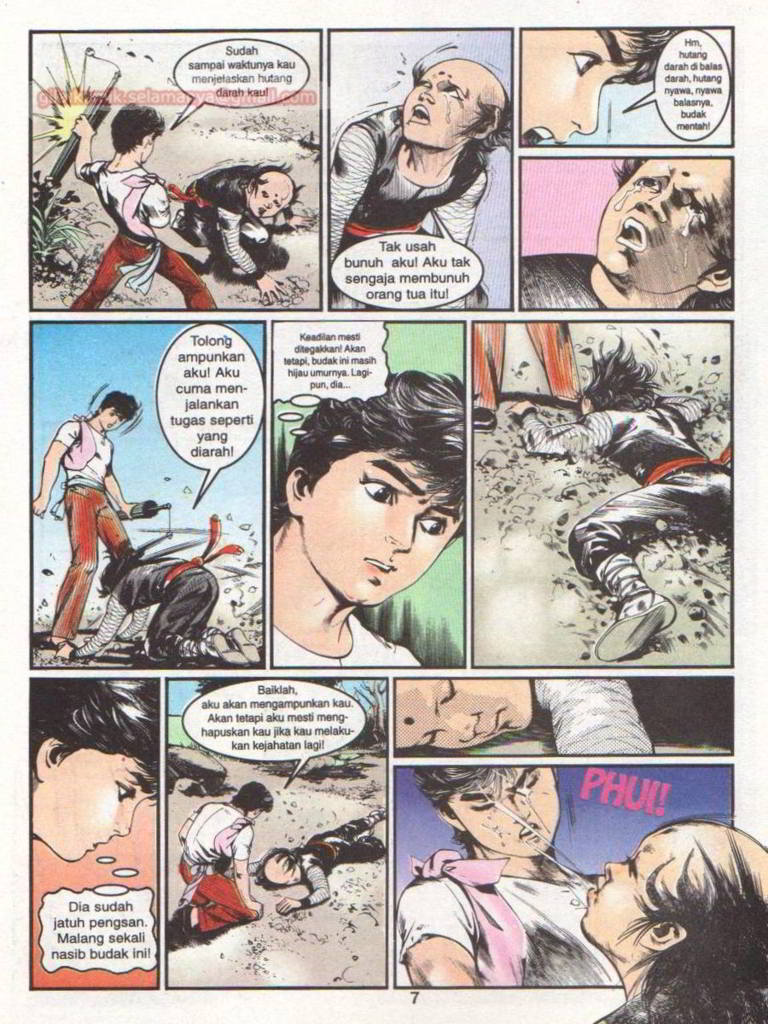 Sudah
sampai waktunya kau
menjelaskan hutang
darah kau!
Tak usah
bunuh aku! Aku tak
sengaja membunuh
orang tua itu!
Hm,
hutang
darah di balas
darah, hutang
nyawa, nyawa
balasnya,
budak
mentah!
Tolong
ampunkan
aku! Aku
cuma men-
jalankan
tugas seperti
yang
diarah!
Keadilan mesti
ditegakkan! Akan
tetapi, budak ini masih
hijau umurnya. Lagi-
pun, dia...
Dia sudah
jatuh pengsan.
Malang sekali
nasib budak ini!
Baiklah,
aku akan mengampunkan kau.
Akan tetapi aku mesti meng-
hapuskan kau jika kau melaku-
kan kejahatan lagi!
PHUI!
7